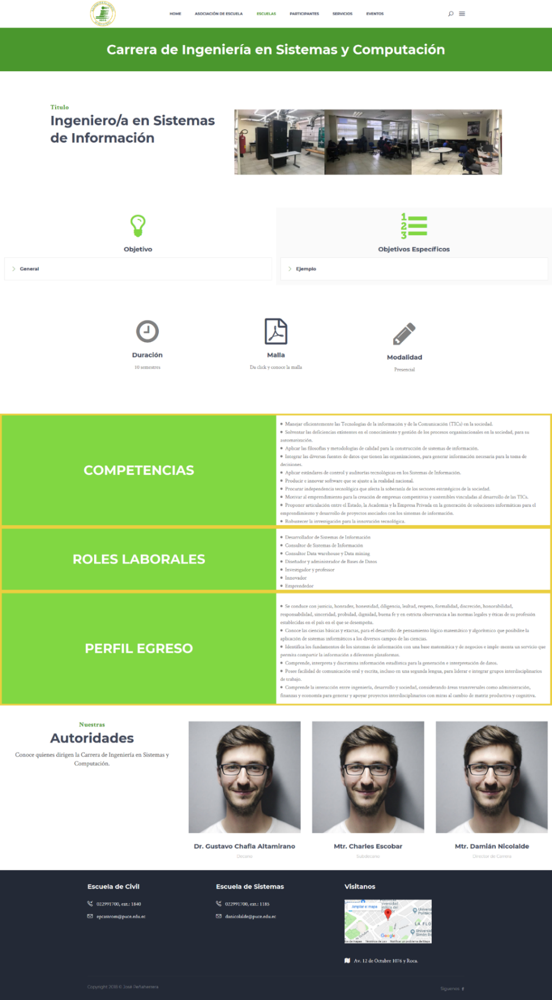 HOME ASOCIACIÓN DE ESCUELA ESCUELAS PARTICIPANTES SERVICIOS EVENTOS
Carrera de Ingeniería en Sistemas y Computación
Titulo
Ingeniero/a en Sistemas
de Información
Objetivo
General
1
2
3
Objetivos Específicos
Ejemplo
Duración
10 semestres
Malla
Da click y conoce la malla
Modalidad
Presencial
COMPETENCIAS
• Manejar eficientemente las Tecnologías de la información y de la Comunicación (TICs) en la sociedad.
• Solventar las deficiencias existentes en el conocimiento y gestión de los procesos organizacionales en la sociedad, para su
automatización.
• Aplicar las filosofías y metodologías de calidad para la construcción de sistemas de información.
• Integrar las diversas fuentes de datos que tienen las organizaciones, para generar información necesaria para la toma de
decisiones.
• Aplicar estándares de control y auditorías tecnológicas en los Sistemas de Información.
• Producir e innovar software que se ajuste a la realidad nacional.
• Procurar independencia tecnológica que afecta la soberanía de los sectores estratégicos de la sociedad.
• Motivar al emprendimiento para la creación de empresas competitivas y sostenibles vinculadas al desarrollo de las TICs.
• Proponer articulación entre el Estado, la Academia y la Empresa Privada en la generación de soluciones informáticas para el
emprendimiento y desarrollo de proyectos asociados con los sistemas de información.
• Robustecer la investigación para la innovación tecnológica.
ROLES LABORALES
• Desarrollador de Sistemas de Información
• Consultor de Sistemas de Información
• Consultor Data warehouse y Data mining
• Diseñador y administrador de Bases de Datos
• Investigador y professor
• Innovador
• Emprendedor
PERFIL EGRESO
• Se conduce con justicia, honradez, honestidad, diligencia, lealtad, respeto, formalidad, discreción, honorabilidad,
responsabilidad, sinceridad, probidad, dignidad, buena fe y en estricta observancia a las normas legales y éticas de su profesión
establecidas en el país en el que se desempeña.
• Conoce las ciencias básicas y exactas, para el desarrollo de pensamiento lógico matemático y algorítmico que posibilite la
aplicación de sistemas informáticos a los diversos campos de las ciencias.
• Identifica los fundamentos de los sistemas de información con una base matemática y de negocios e imple-menta un servicio que
permita compartir la información a diferentes plataformas.
• Comprende, interpreta y discrimina información estadística para la generación e interpretación de datos.
• Posee facilidad de comunicación oral y escrita, incluso en una segunda lengua, para liderar e integrar grupos interdisciplinarios
de trabajo.
• Comprende la interacción entre ingeniería, desarrollo y sociedad, considerando áreas transversales como administración,
finanzas y economía para generar y apoyar proyectos interdisciplinarios con miras al cambio de matriz productiva y cognitiva.
Nuestras
Autoridades
Conoce quienes dirigen la Carrera de Ingeniería en Sistemas y
Computación.
Dr. Gustavo Chafla Altamirano
Decano
Mtr. Charles Escobar
Subdecano
Mtr. Damián Nicolalde
Director de Carrera
Escuela de Civil
022991700, ext.: 1840
epcastrom@puce.edu.ec
Escuela de Sistemas
022991700, ext.: 1185
danicolalde@puce.edu.ec
Visitanos
Ampliar el mapa
LA FLO
Google
Términos de uso Notificar un problema de Maps
Av. 12 de Octubre 1076 y Roca.
Copyright 2018 © José Peñaherrera
Siguenos